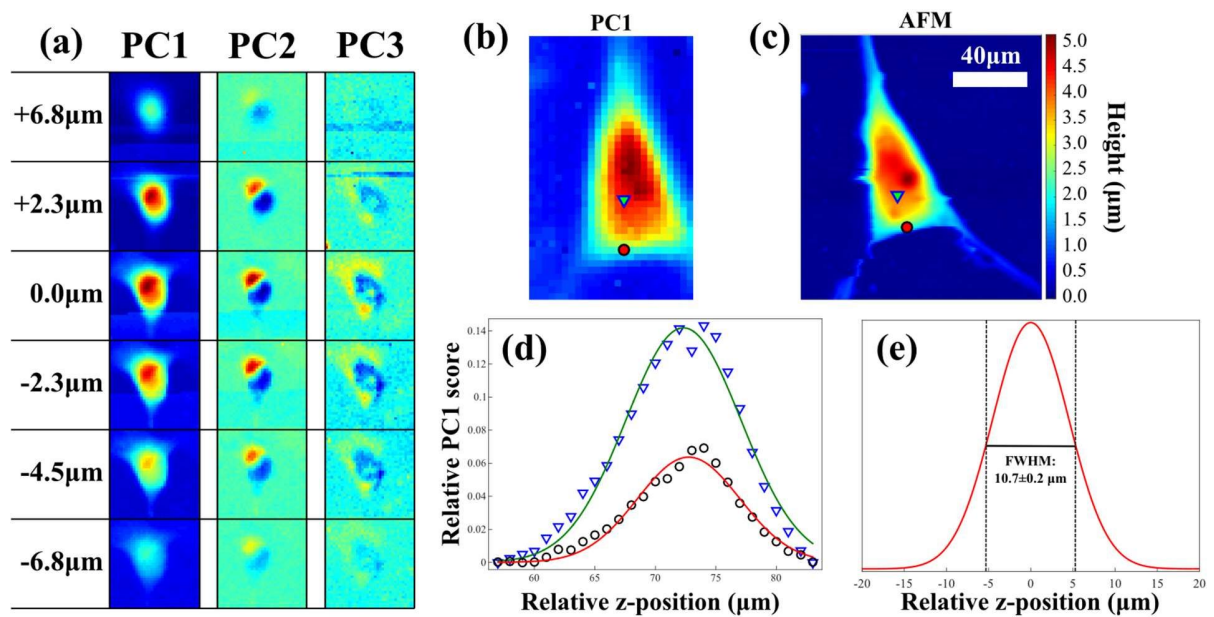 (a) PC1 PC2 PC3
+6.8μm
+2.3μm
0.0μm
-2.3μm
-4.5μm
-6.8μm
(b) PC1
(c) AFM
40μm
5.0
4.5
4.0
3.5
3.0
2.5
2.0
1.5
1.0
0.5
0.0
Height (μm)
(d)
Relative PC1 score
0.14
0.12
0.1
0.08
0.06
0.04
0.02
0
60 65 70 75 80
Relative z-position (μm)
(e)
FWHM:
10.7±0.2 μm
-20 -15 -10 -5 0 5 10 15 20
Relative z-position (μm)